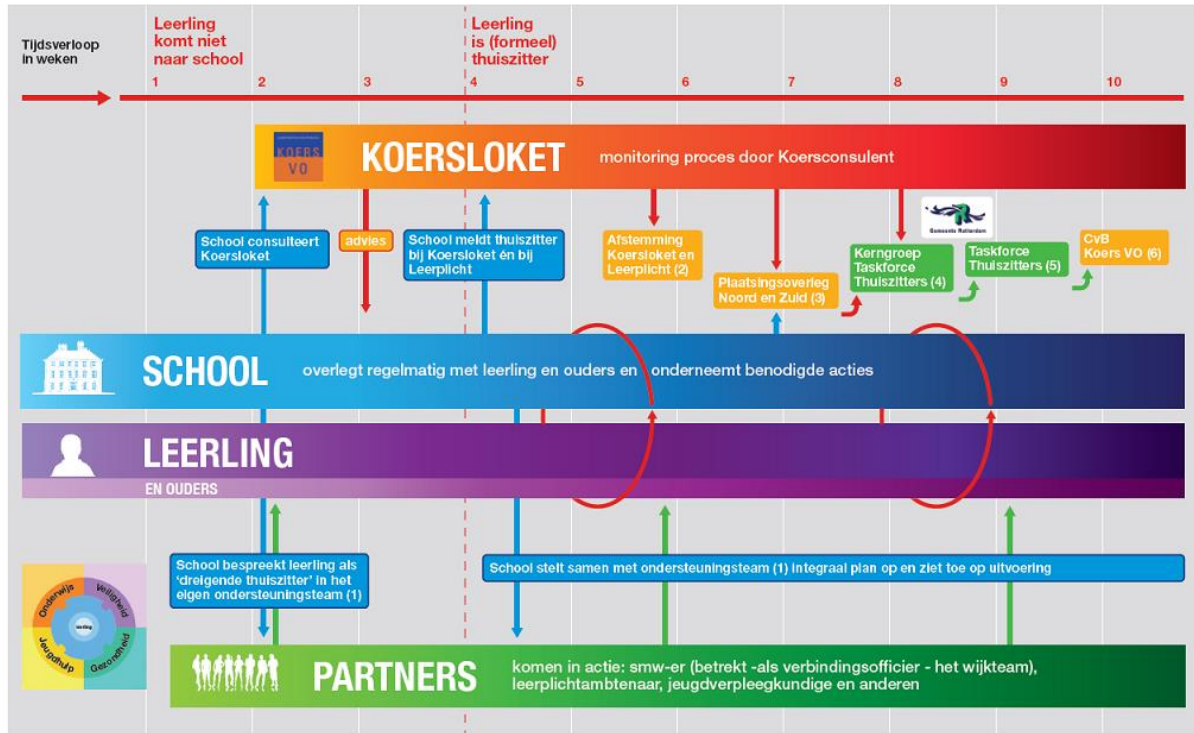 Tijdsverloop
in weken
Leerling
komt niet
naar school
Leerling
is (formeel)
thuiszitter
1 2 3 4 5 6 7 8 9 10
KOERS
VO
KOERSLOKET
monitoring proces door Koersconsulent
School consulteert
Koersloket
advies
School meldt thuiszitter
bij Koersloket én bij
Leerplicht
Afstemming
Koersloket en
Leerplicht (2)
Plaatsingsoverleg
Noord en Zuid (3)
Gemeente Rotterdam
Kerngroep
Taskforce
Thuiszitters (4)
Taskforce
Thuiszitters (5)
CvB
Koers VO (6)
SCHOOL
overlegt regelmatig met leerling en ouders en onderneemt benodigde acties
LEERLING
EN OUDERS
School bespreekt leerling als
‘dreigende thuiszitter’ in het
eigen ondersteuningsteam (1)
School stelt samen met ondersteuningsteam (1) integraal plan op en ziet toe op uitvoering
Onderwijs
Veiligheid
leerling
Jeugdhulp
Gezondheid
PARTNERS
komen in actie: smw-er (betrekt -als verbindingsofficier - het wijkteam),
leerplichtambtenaar, jeugdverpleegkundige en anderen